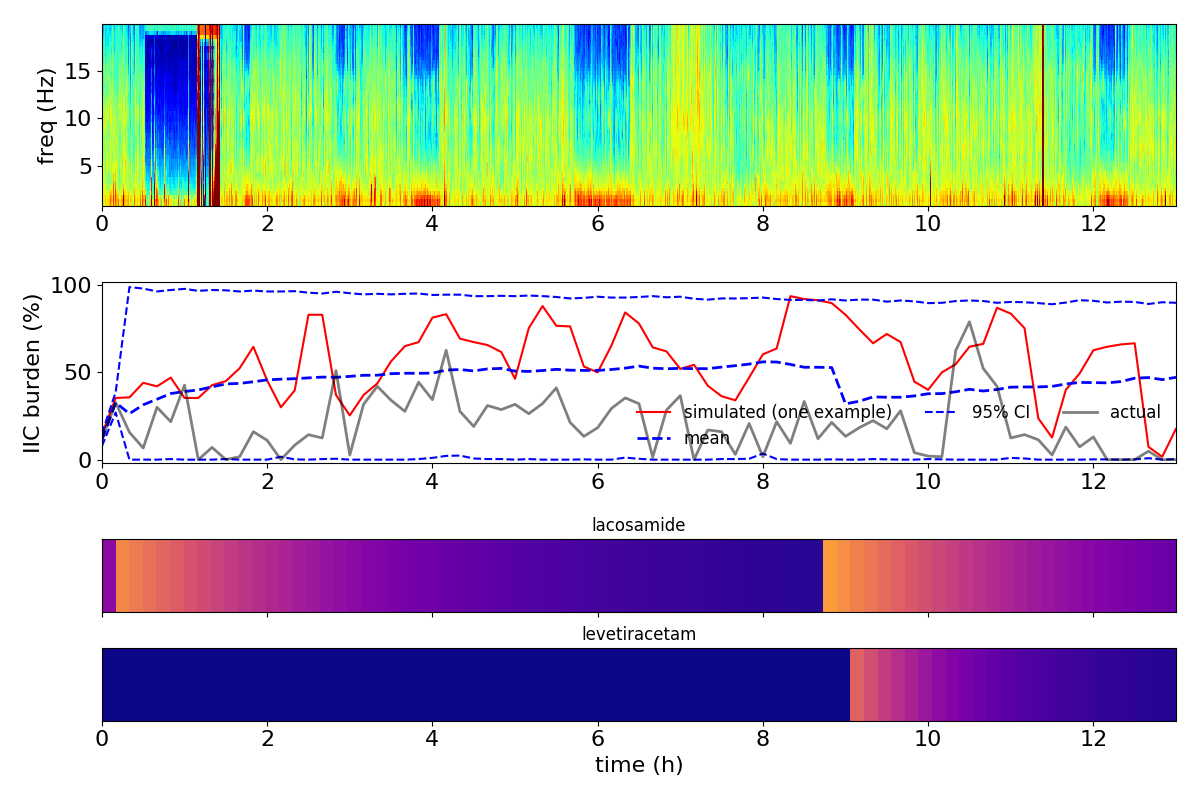 freq (Hz)
15
10
5
0 2 4 6 8 10 12
IIC burden (%)
100
50
0
simulated (one example) 95% CI actual
mean
0 2 4 6 8 10 12
lacosamide
levetiracetam
0 2 4 6 8 10 12
time (h)